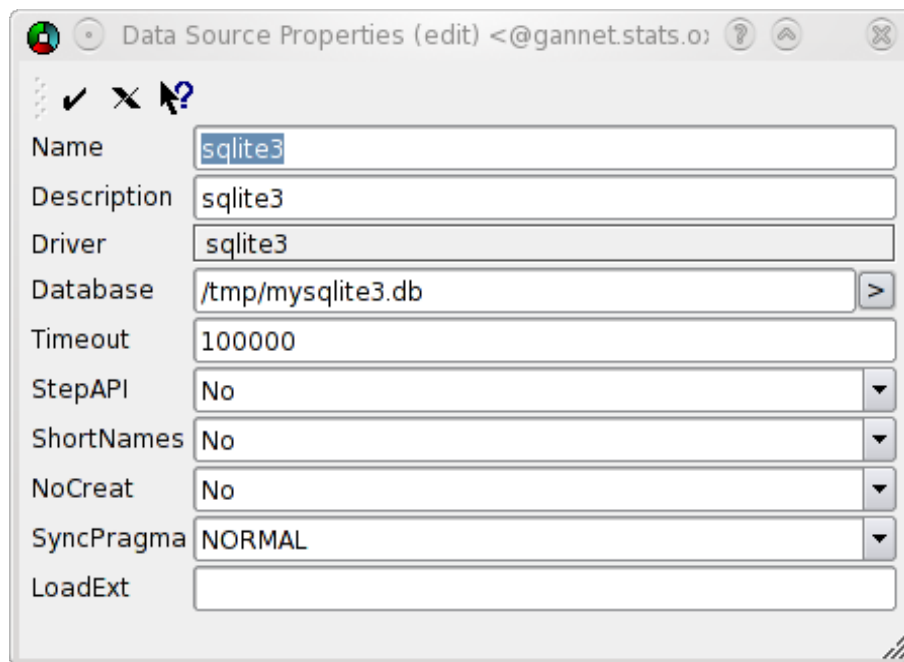 Data Source Properties (edit) <@gannet.stats.ox
Name sqlite3
Description sqlite3
Driver sqlite3
Database /tmp/mysqlite3.db >
Timeout 100000
StepAPI No
ShortNames No
NoCreat No
SyncPragma NORMAL
LoadExt